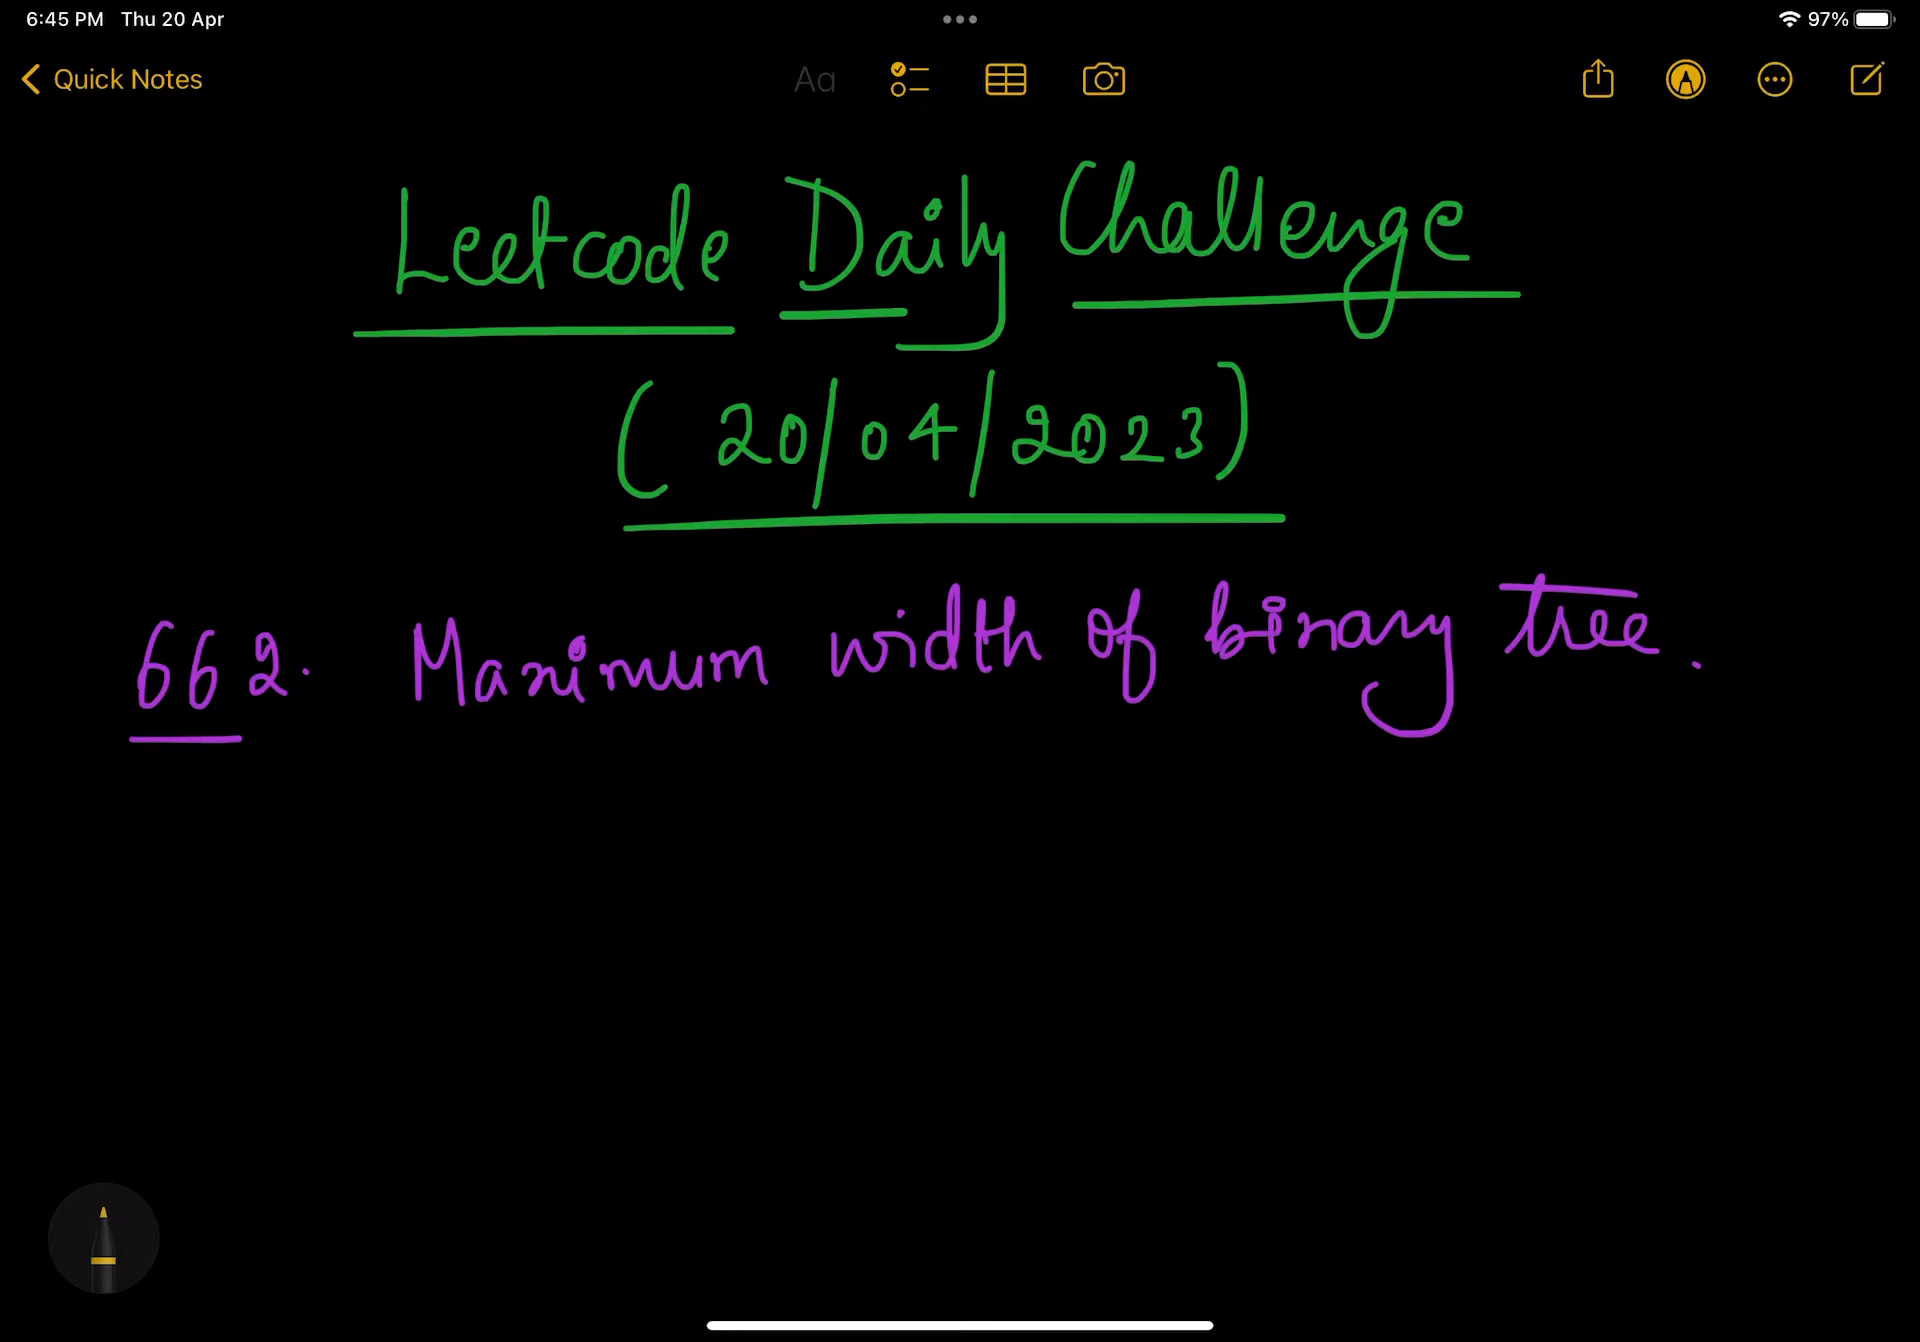 6:45 PM Thu 20 Apr
97%
Quick Notes
Aa
Leetcode Daily Challenge
(20/04/2023)
662. Maximum width of binary tree.